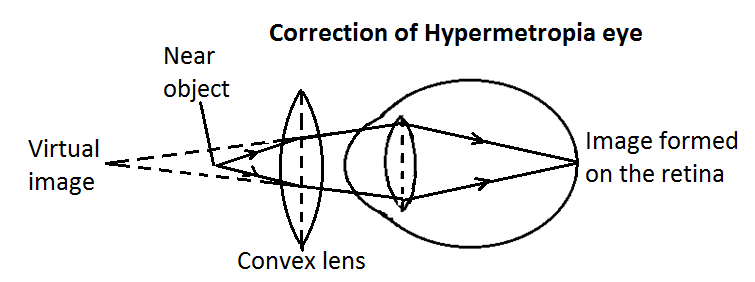 Correction of Hypermetropia eye
Near
object
Virtual
image
Image formed
on the retina
Convex lens